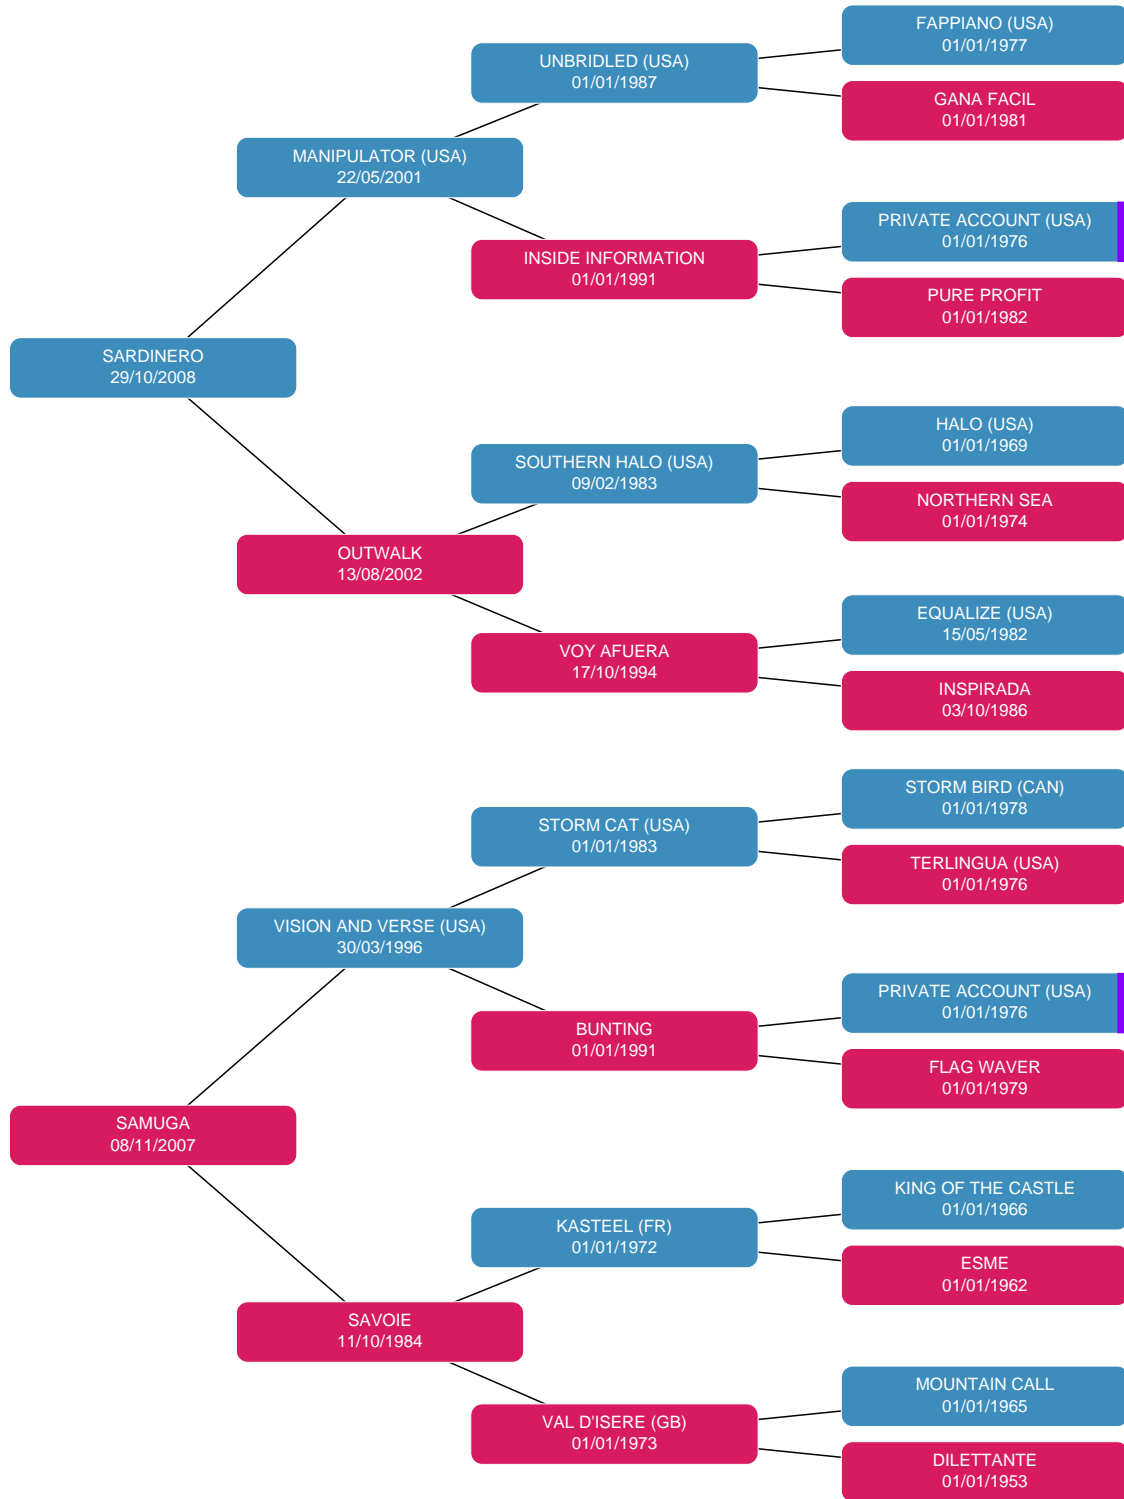 FAPPIANO (USA)
01/01/1977
UNBRIDLED (USA)
01/01/1987
GANA FACIL
01/01/1981
MANIPULATOR (USA)
22/05/2001
PRIVATE ACCOUNT (USA)
01/01/1976
INSIDE INFORMATION
01/01/1991
PURE PROFIT
01/01/1982
SARDINERO
29/10/2008
HALO (USA)
01/01/1969
SOUTHERN HALO (USA)
09/02/1983
NORTHERN SEA
01/01/1974
OUTWALK
13/08/2002
EQUALIZE (USA)
15/05/1982
VOY AFUERA
17/10/1994
INSPIRADA
03/10/1986
STORM BIRD (CAN)
01/01/1978
STORM CAT (USA)
01/01/1983
TERLINGUA (USA)
01/01/1976
VISION AND VERSE (USA)
30/03/1996
PRIVATE ACCOUNT (USA)
01/01/1976
BUNTING
01/01/1991
FLAG WAVER
01/01/1979
SAMUGA
08/11/2007
KING OF THE CASTLE
01/01/1966
KASTEEL (FR)
01/01/1972
ESME
01/01/1962
SAVOIE
11/10/1984
MOUNTAIN CALL
01/01/1965
VAL D'ISERE (GB)
01/01/1973
DILETTANTE
01/01/1953